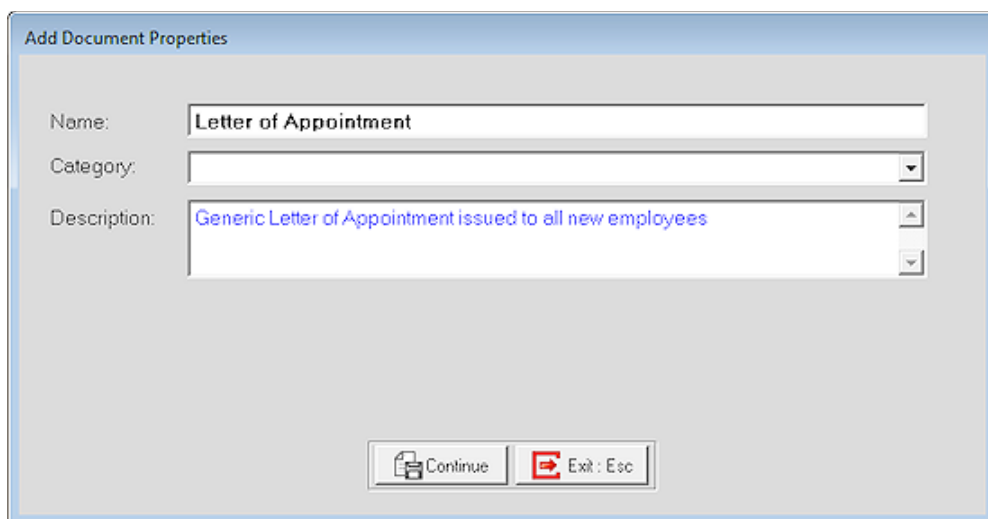 Add Document Properties
Name: Letter of Appointment
Category:
Description: Generic Letter of Appointment issued to all new employees
Continue Exit : Esc